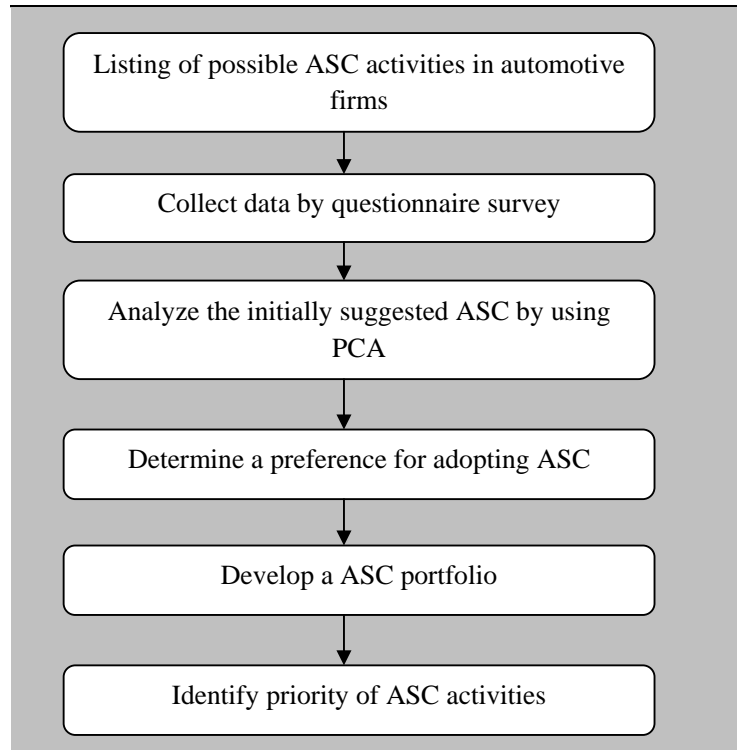 Listing of possible ASC activities in automotive
firms
Collect data by questionnaire survey
Analyze the initially suggested ASC by using
PCA
Determine a preference for adopting ASC
Develop a ASC portfolio
Identify priority of ASC activities